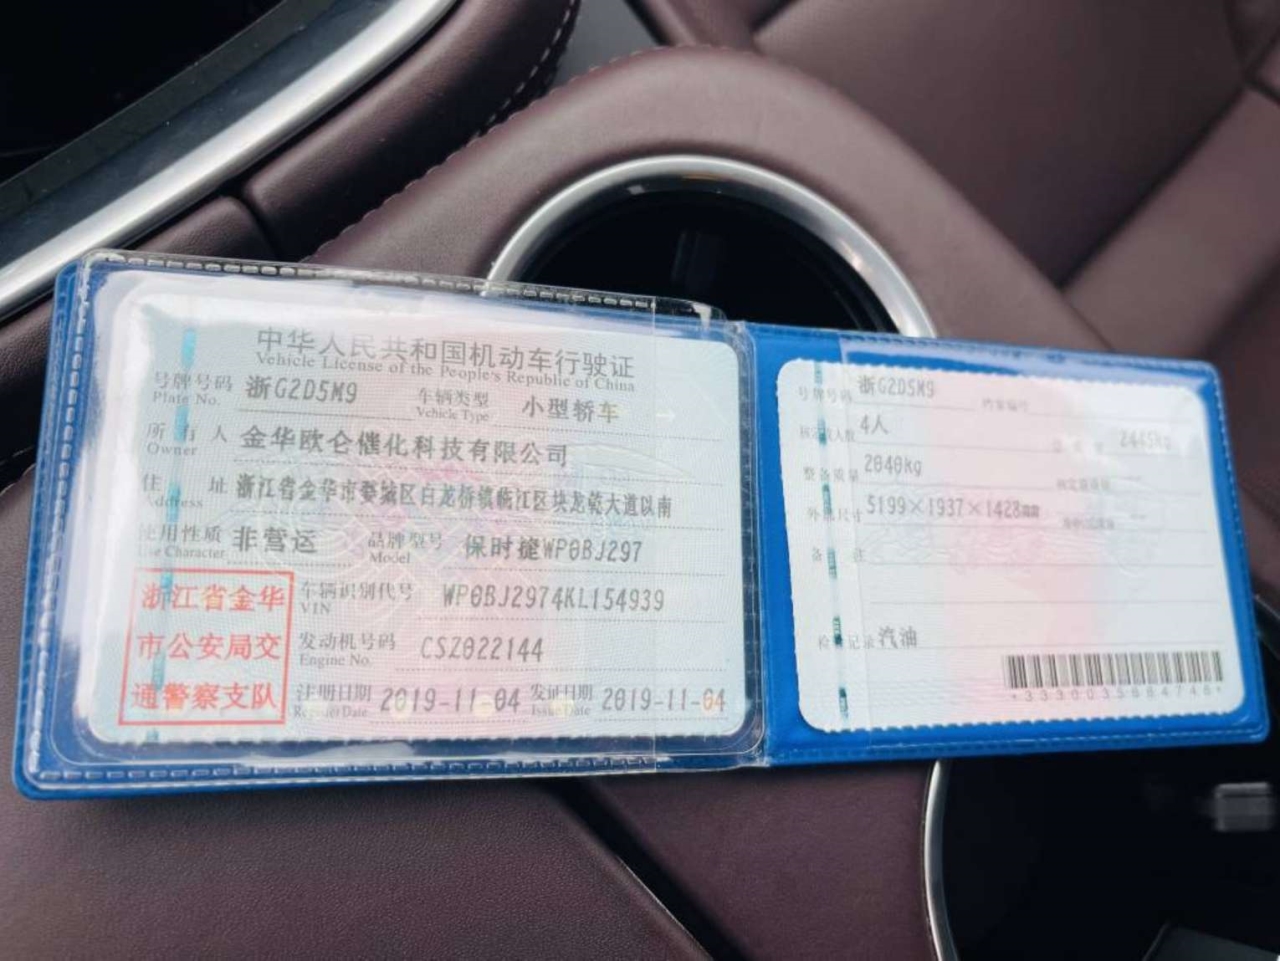 中华人民共和国机动车行驶证
Vehicle License of the People's Republic of China
号牌号码 浙G2D5M9 车辆类型 小型轿车
Plate No. Vehicle Type
所有人 金华欧仑催化科技有限公司
Owner
住址 浙江省金华市婺城区白龙桥镇临江区块龙乾大道以南
Address
使用性质 非营运 品牌型号 保时捷WP0BJ297
Use Character Model
浙江省金华
市公安局交
通警察支队
车辆识别代号 WP0BJ2974KL154939
VIN
发动机号码 CSZ022144
Engine No.
注册日期 2019-11-04 发证日期 2019-11-04
Register Date Issue Date
号牌号码 浙G2D5M9 档案编号
核定载人数 4人 总质量 2445kg
整备质量 2040kg
外廓尺寸 5199×1937×1428mm
备注
检验记录 汽油